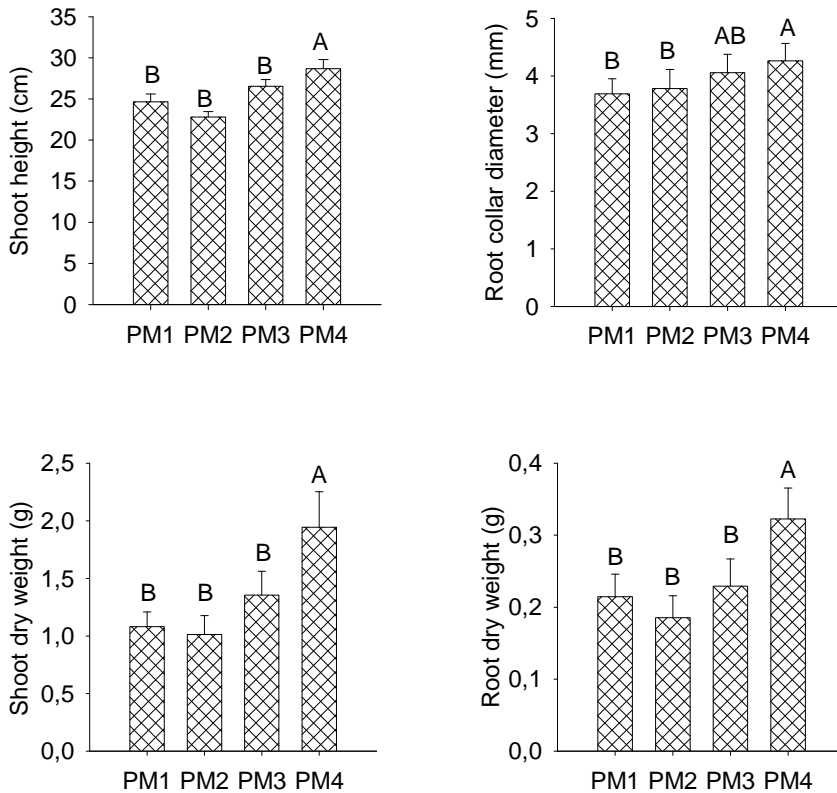 Shoot height (cm)
35
30
25
20
15
10
5
0
B
B
B
A
PM1 PM2 PM3 PM4
Root collar diameter (mm)
5
4
3
2
1
0
B
B
AB
A
PM1 PM2 PM3 PM4
Shoot dry weight (g)
2,5
2,0
1,5
1,0
0,5
0,0
B
B
B
A
PM1 PM2 PM3 PM4
Root dry weight (g)
0,4
0,3
0,2
0,1
0,0
B
B
B
A
PM1 PM2 PM3 PM4